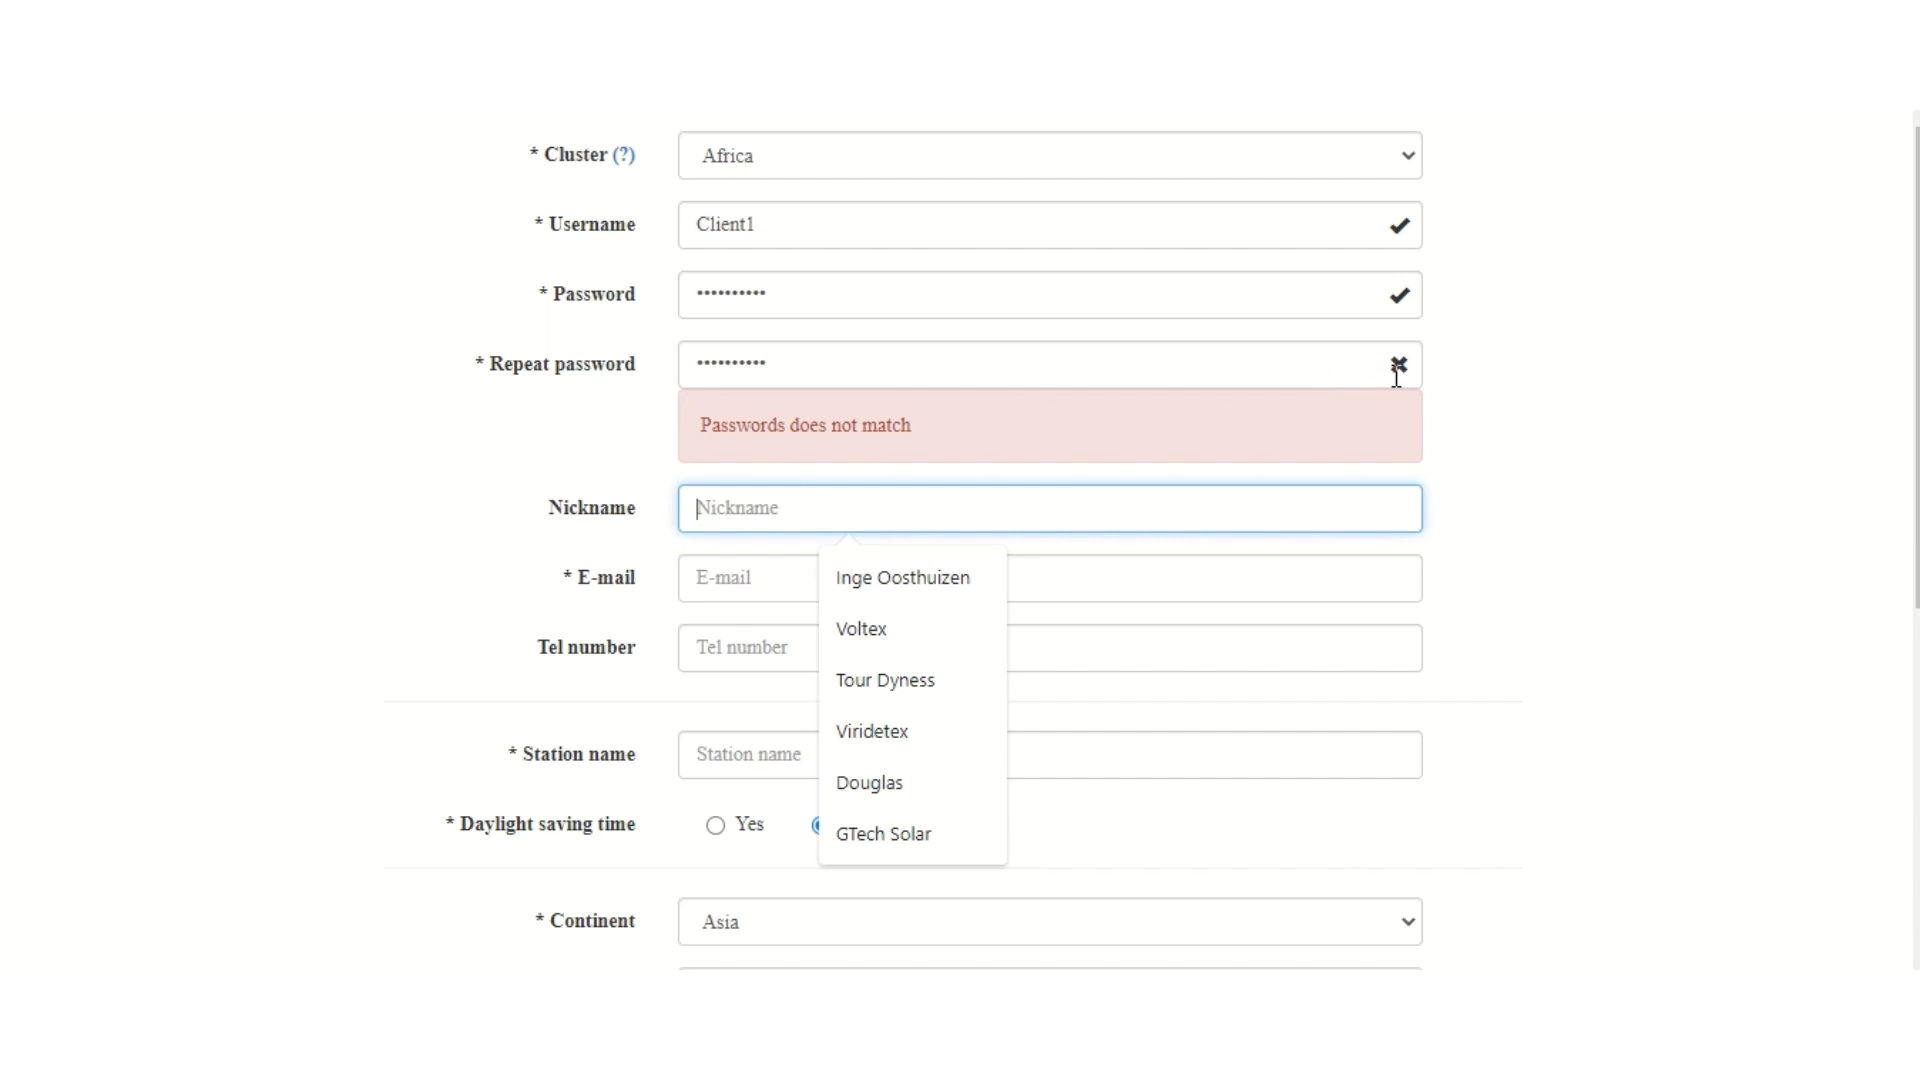 * Cluster (?) Africa
* Username Client1
* Password ••••••••••
* Repeat password ••••••••••
Passwords does not match
Nickname Nickname
* E-mail E-mail Inge Oosthuizen
Voltex
Tel number Tel number
Tour Dyness
Viridetex
* Station name Station name
Douglas
* Daylight saving time Yes
GTech Solar
* Continent Asia